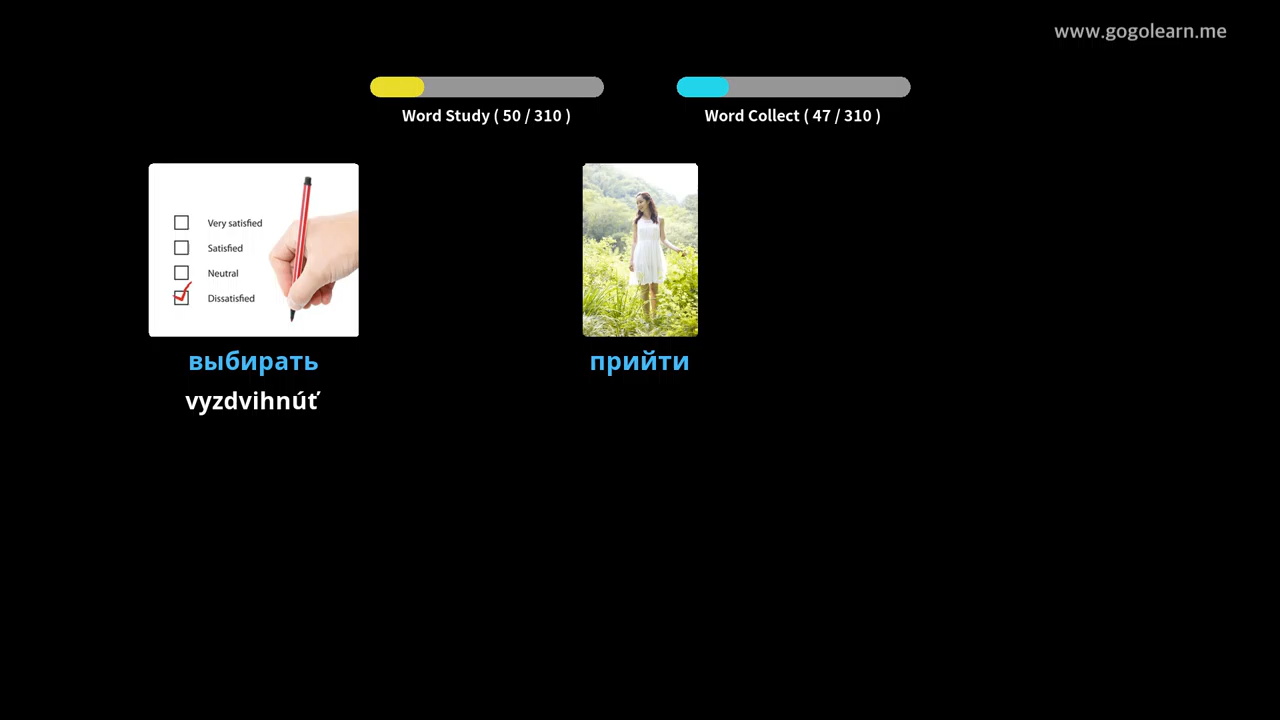 www.gogolearn.me
Word Study ( 50 / 310 )
Word Collect ( 47 / 310 )
Very satisfied
Satisfied
Neutral
Dissatisfied
выбирать
vyzdvihnúť
прийти